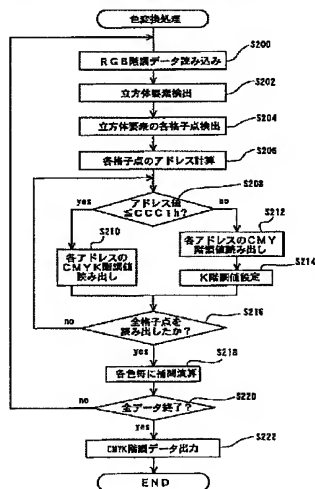 色変換処理
S200
RGB階調データ読み込み
S202
立方体要素検出
S204
立方体要素の各格子点検出
S206
各格子点のアドレス計算
S208
アドレス値
≦CCC1h?
yes
no
S210
各アドレスの
CMYK階調値
読み出し
S212
各アドレスのCMY
階調値読み出し
S214
K階調値設定
S216
全格子点を
読み出したか?
no
yes
S218
各色毎に補間演算
S220
全データ終了?
no
yes
S222
CMYK階調データ出力
END